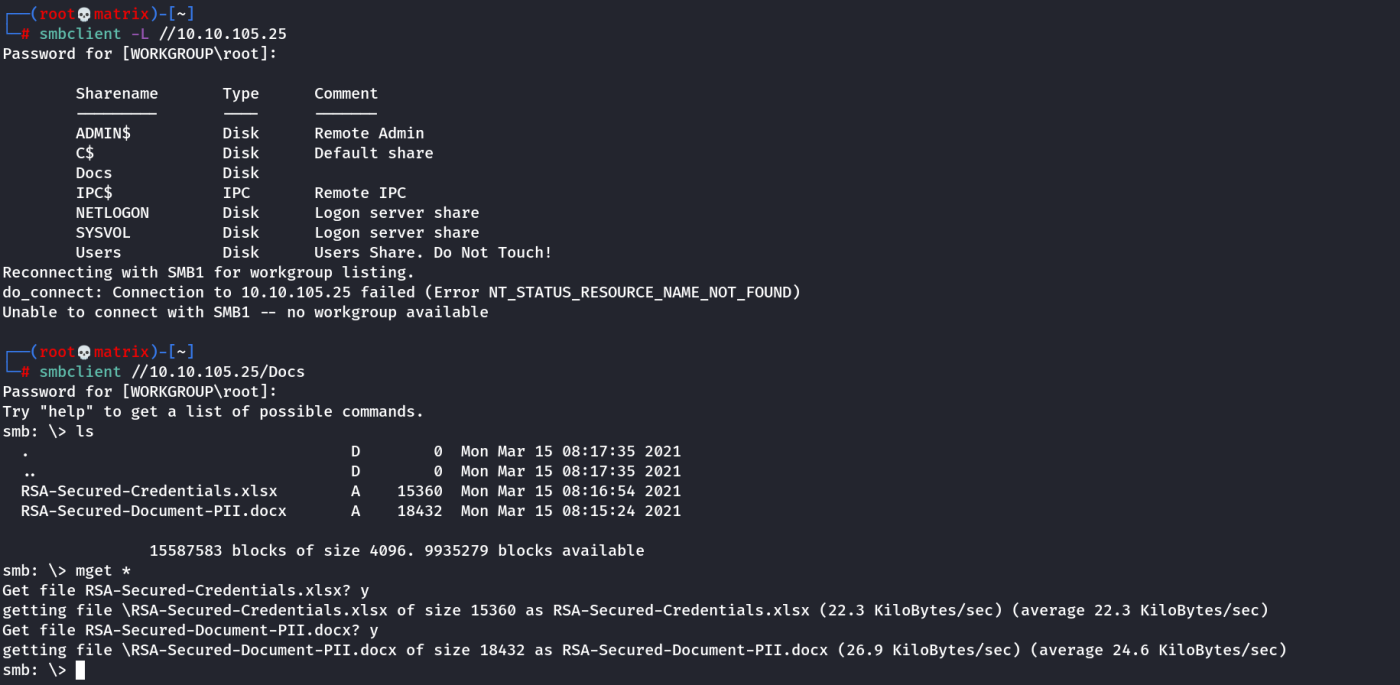 ┌──(root💀matrix)-[~]
└─# smbclient -L //10.10.105.25
Password for [WORKGROUP\root]:
Sharename Type Comment
--------- ---- -------
ADMIN$ Disk Remote Admin
C$ Disk Default share
Docs Disk
IPC$ IPC Remote IPC
NETLOGON Disk Logon server share
SYSVOL Disk Logon server share
Users Disk Users Share. Do Not Touch!
Reconnecting with SMB1 for workgroup listing.
do_connect: Connection to 10.10.105.25 failed (Error NT_STATUS_RESOURCE_NAME_NOT_FOUND)
Unable to connect with SMB1 -- no workgroup available
┌──(root💀matrix)-[~]
└─# smbclient //10.10.105.25/Docs
Password for [WORKGROUP\root]:
Try "help" to get a list of possible commands.
smb: \> ls
. D 0 Mon Mar 15 08:17:35 2021
.. D 0 Mon Mar 15 08:17:35 2021
RSA-Secured-Credentials.xlsx A 15360 Mon Mar 15 08:16:54 2021
RSA-Secured-Document-PII.docx A 18432 Mon Mar 15 08:15:24 2021
15587583 blocks of size 4096. 9935279 blocks available
smb: \> mget *
Get file RSA-Secured-Credentials.xlsx? y
getting file \RSA-Secured-Credentials.xlsx of size 15360 as RSA-Secured-Credentials.xlsx (22.3 KiloBytes/sec) (average 22.3 KiloBytes/sec)
Get file RSA-Secured-Document-PII.docx? y
getting file \RSA-Secured-Document-PII.docx of size 18432 as RSA-Secured-Document-PII.docx (26.9 KiloBytes/sec) (average 24.6 KiloBytes/sec)
smb: \>